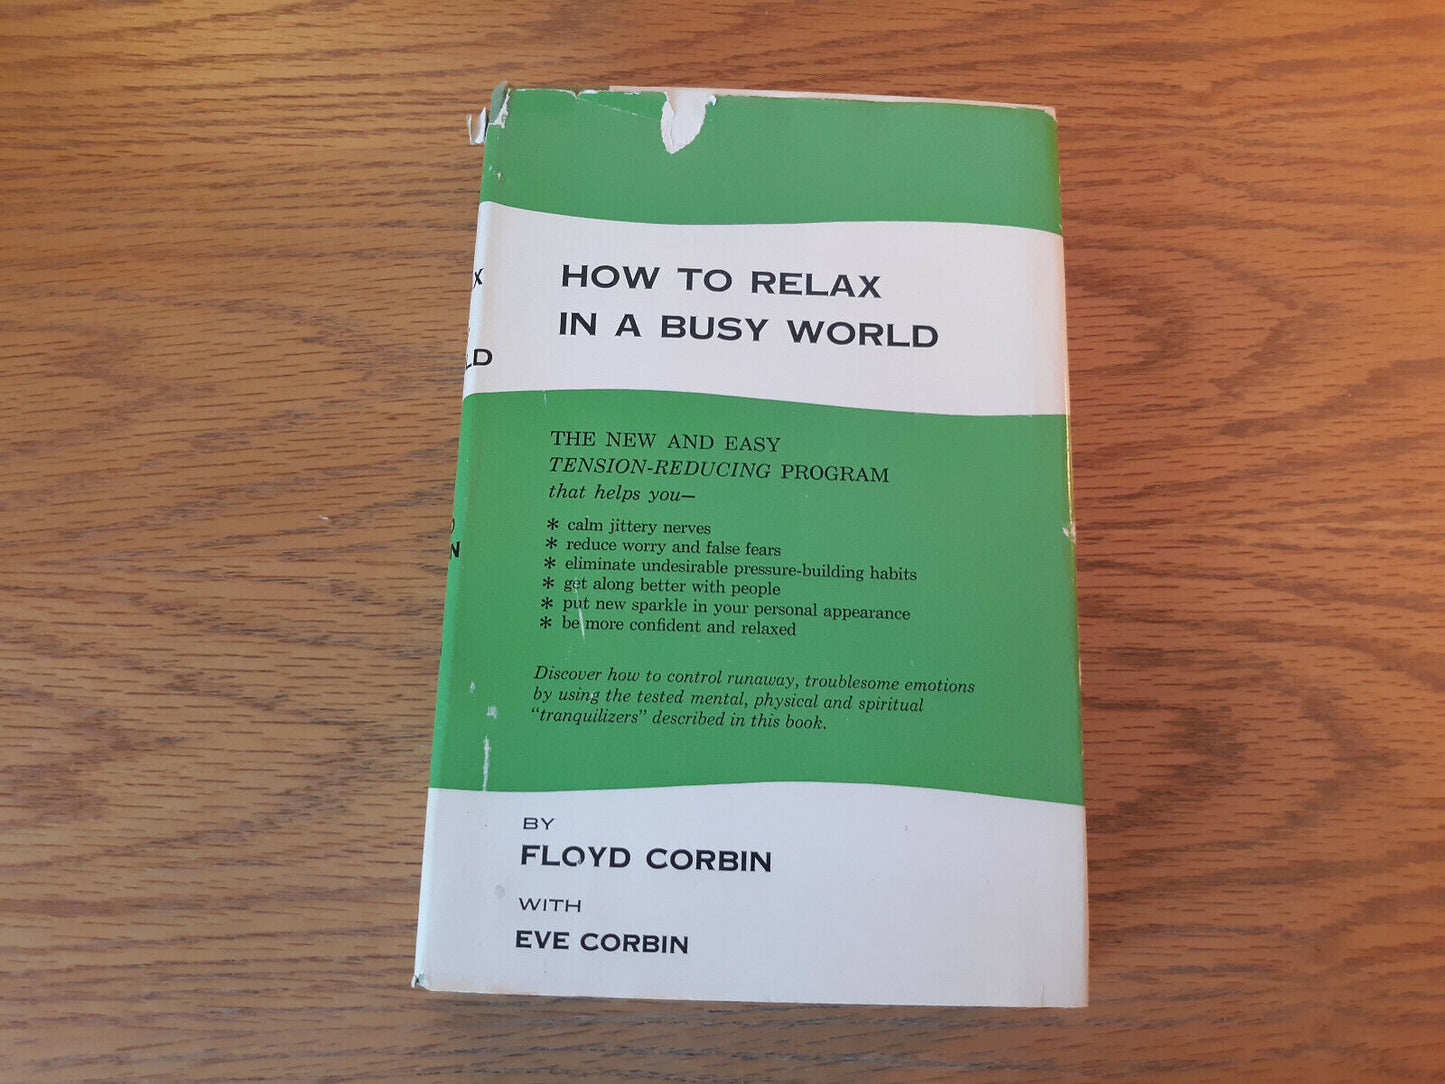 HOW TO RELAX
IN A BUSY WORLD
THE NEW AND EASY
TENSION-REDUCING PROGRAM
that helps you—
* calm jittery nerves
* reduce worry and false fears
* eliminate undesirable pressure-building habits
* get along better with people
* put new sparkle in your personal appearance
* be more confident and relaxed
Discover how to control runaway, troublesome emotions
by using the tested mental, physical and spiritual
“tranquilizers” described in this book.
BY
FLOYD CORBIN
WITH
EVE CORBIN